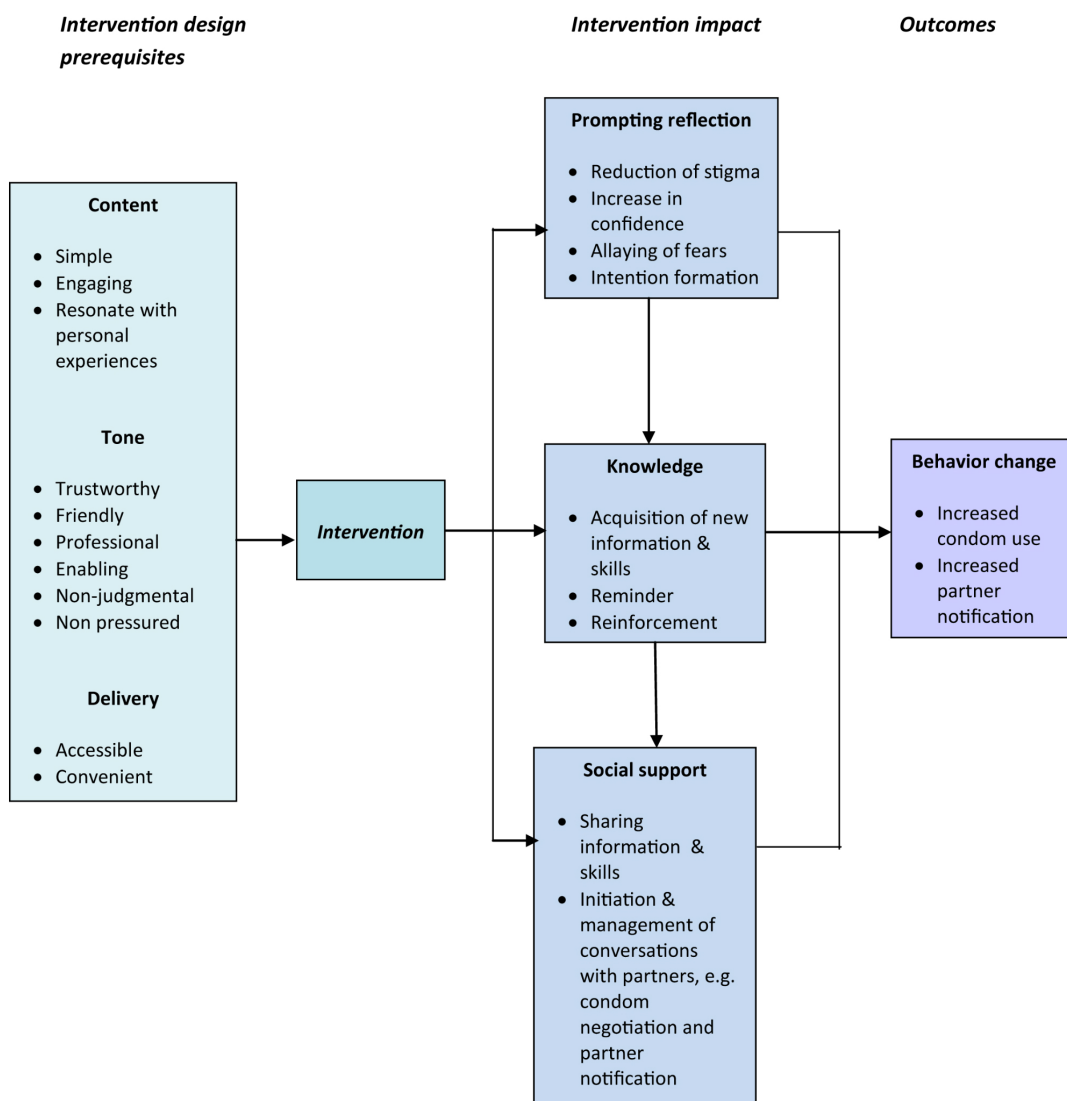 Intervention design
prerequisites
Intervention impact
Outcomes
Content
• Simple
• Engaging
• Resonate with
personal
experiences
Tone
• Trustworthy
• Friendly
• Professional
• Enabling
• Non-judgmental
• Non pressured
Delivery
• Accessible
• Convenient
Intervention
Prompting reflection
• Reduction of stigma
• Increase in
confidence
• Allaying of fears
• Intention formation
Knowledge
• Acquisition of new
information &
skills
• Reminder
• Reinforcement
Social support
• Sharing
information & 
skills
• Initiation &
management of
conversations
with partners, e.g.
condom
negotiation and
partner
notification
Behavior change
• Increased
condom use
• Increased
partner
notification